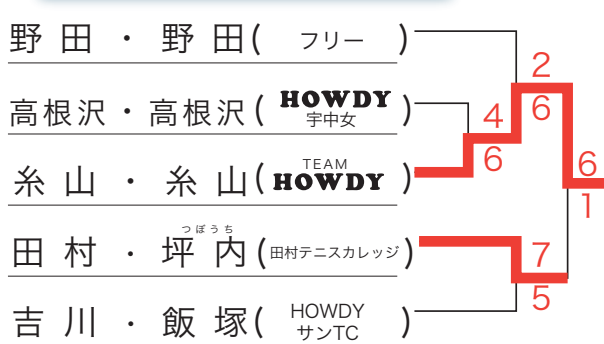 野田・野田(フリー)
2
高根沢・高根沢(HOWDY 宇中女)
4
6
糸山・糸山(TEAM HOWDY)
6
6
1
つぼうち
田村・坪内(田村テニスカレッジ)
7
5
吉川・飯塚(HOWDY サンTC)